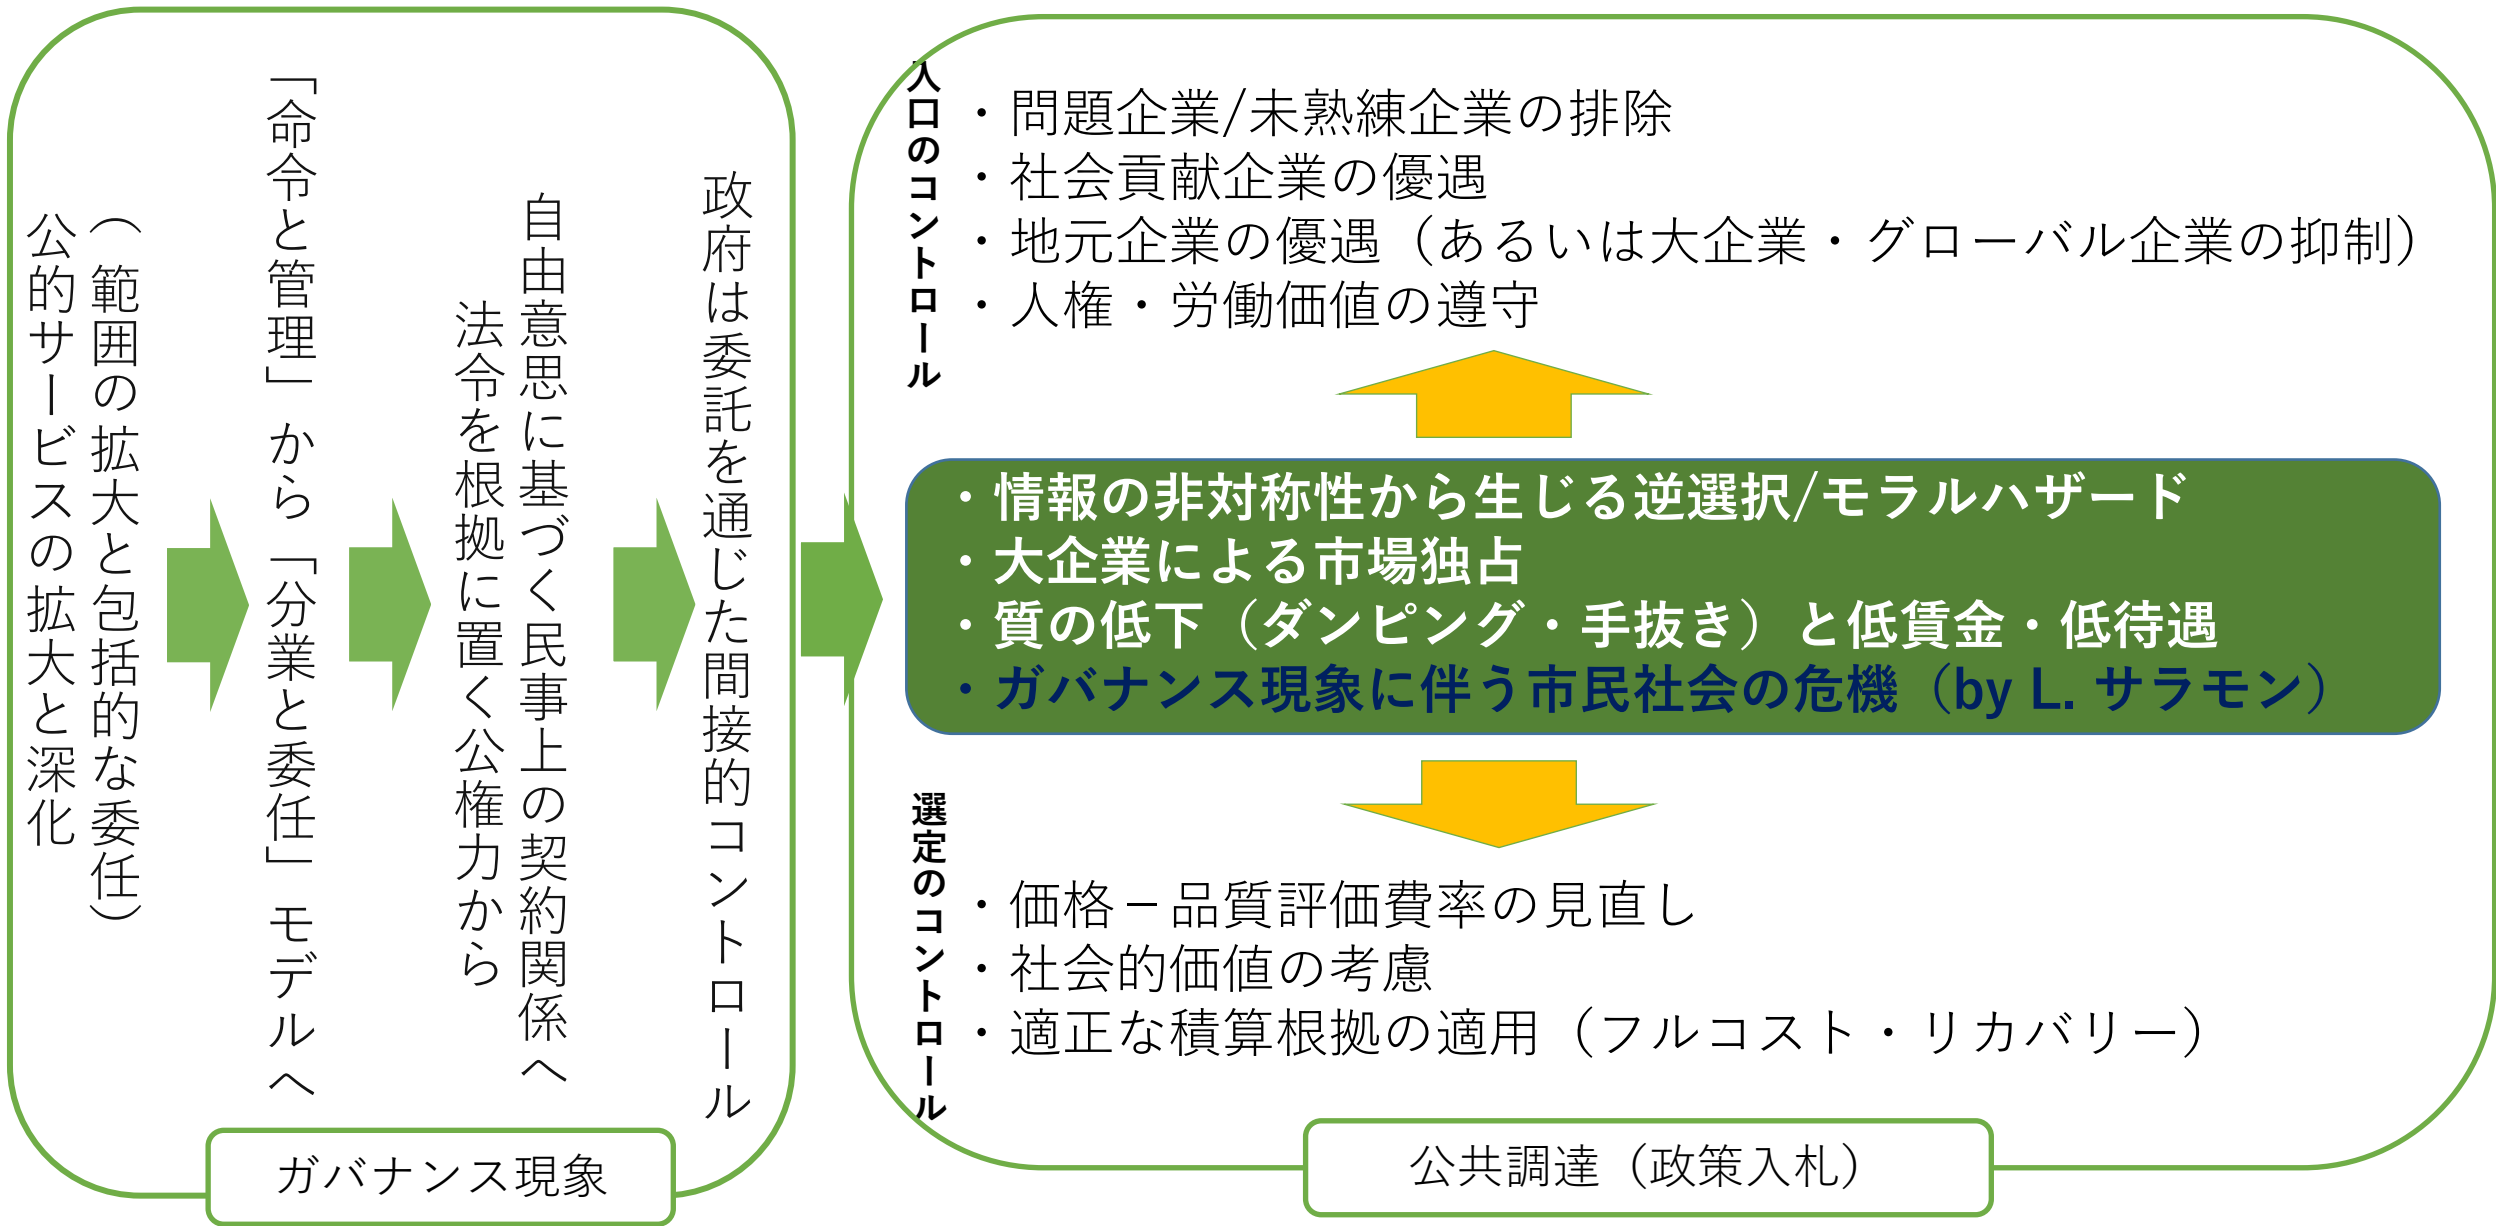 公的サービスの拡大と深化
（範囲の拡大と包括的な委任）
「命令と管理」から「分業と委任」モデルへ
法令を根拠に置く公権力から
自由意思に基づく民事上の契約関係へ
政府は委託を通じた間接的コントロール
ガバナンス現象
入口のコントロール
・問題企業/未熟練企業の排除
・社会貢献企業の優遇
・地元企業の優遇（あるいは大企業・グローバル企業の抑制）
・人権・労働価値の遵守
・情報の非対称性から生じる逆選択/モラルハザード
・大企業による市場独占
・質の低下（ダンピング・手抜き）と低賃金・低待遇
・ガバナンス現象に伴う市民社会の危機（by L.サラモン）
選定のコントロール
・価格－品質評価費率の見直し
・社会的価値の考慮
・適正な積算根拠の適用（フルコスト・リカバリー）
公共調達（政策入札）